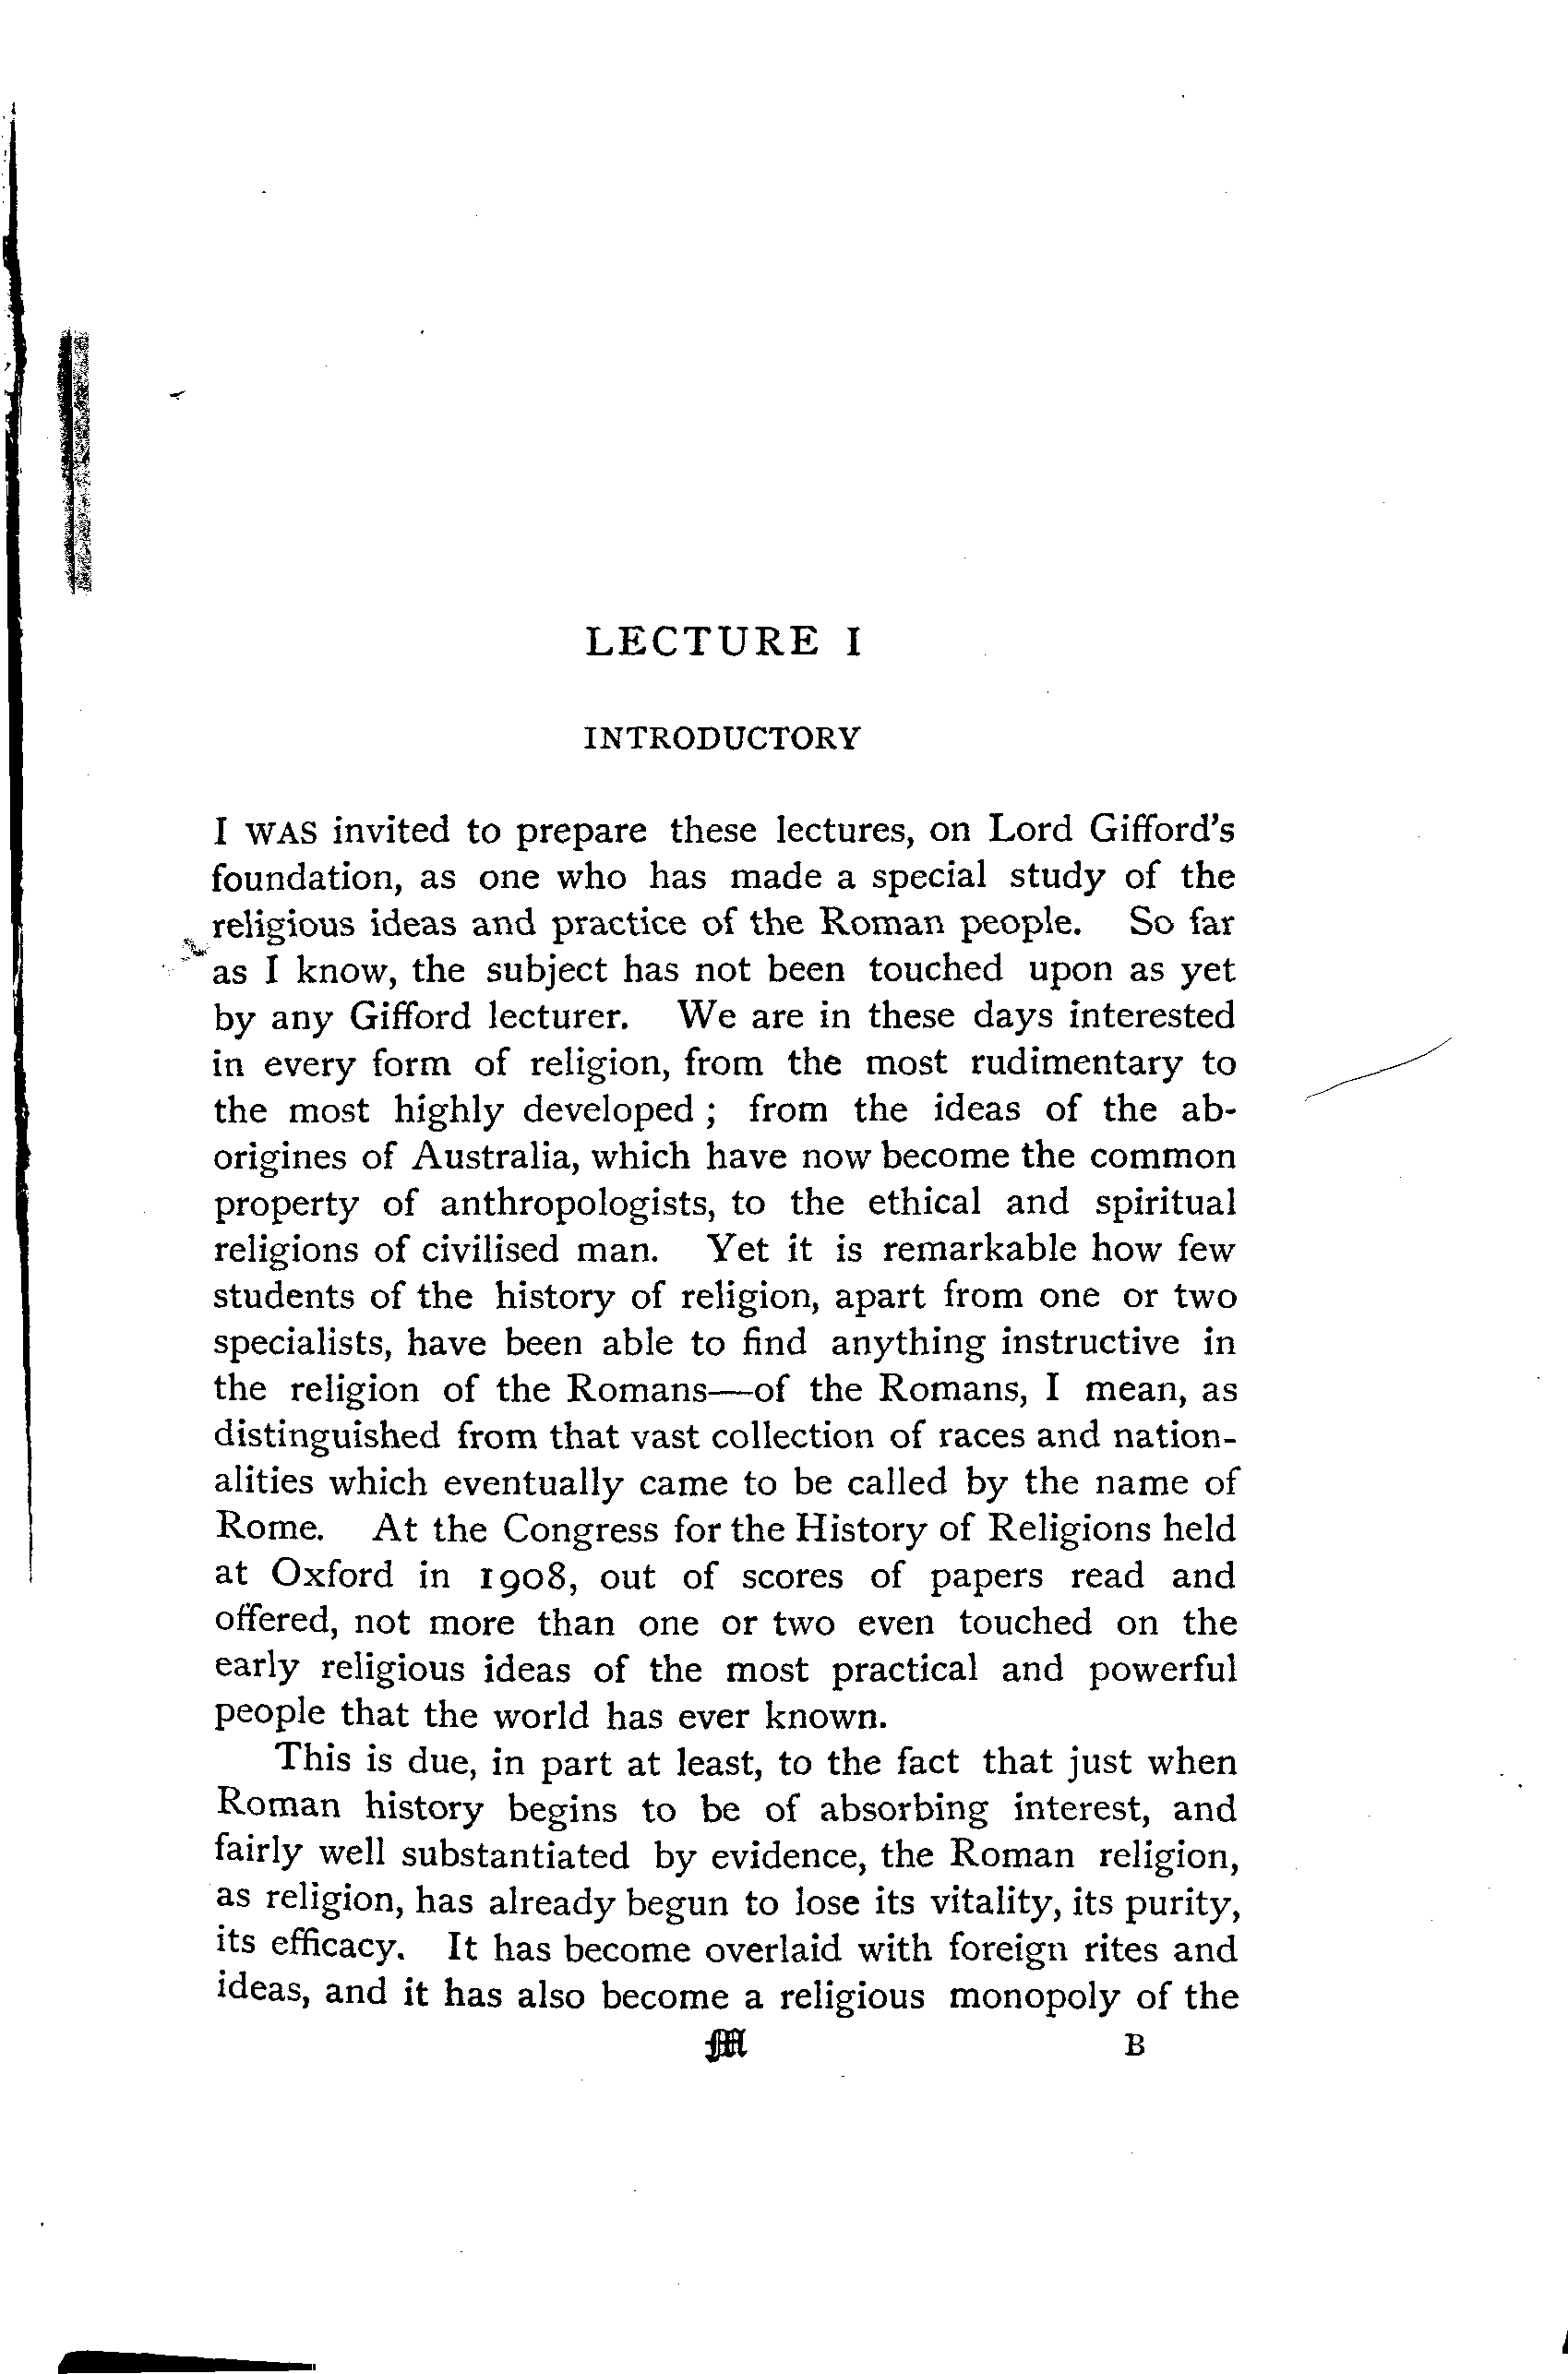 LECTURE I
INTRODUCTORY
I WAS invited to prepare these lectures, on Lord Gifford's
foundation, as one who has made a special study of the
religious ideas and practice of the Roman people. So far
as I know, the subject has not been touched upon as yet
by any Gifford lecturer. We are in these days interested
in every form of religion, from the most rudimentary to
the most highly developed ; from the ideas of the ab-
origines of Australia, which have now become the common
property of anthropologists, to the ethical and spiritual
religions of civilised man. Yet it is remarkable how few
students of the history of religion, apart from one or two
specialists, have been able to find anything instructive in
the religion of the Romans—of the Romans, I mean, as
distinguished from that vast collection of races and nation-
alities which eventually came to be called by the name of
Rome. At the Congress for the History of Religions held
at Oxford in 1908, out of scores of papers read and
offered, not more than one or two even touched on the
early religious ideas of the most practical and powerful
people that the world has ever known.
This is due, in part at least, to the fact that just when
Roman history begins to be of absorbing interest, and
fairly well substantiated by evidence, the Roman religion,
as religion, has already begun to lose its vitality, its purity,
its efficacy. It has become overlaid with foreign rites and
ideas, and it has also become a religious monopoly of the
B